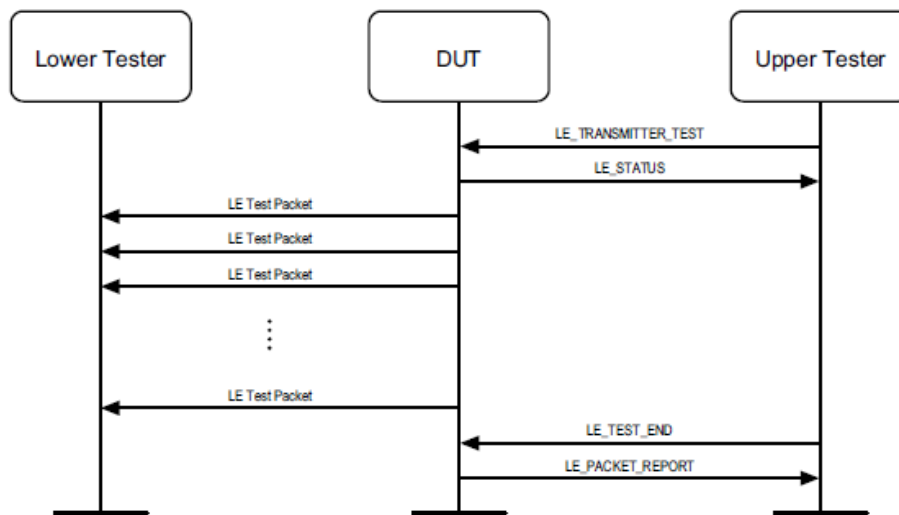 Lower Tester
DUT
Upper Tester
LE_TRANSMITTER_TEST
LE_STATUS
LE Test Packet
LE Test Packet
LE Test Packet
LE Test Packet
LE_TEST_END
LE_PACKET_REPORT